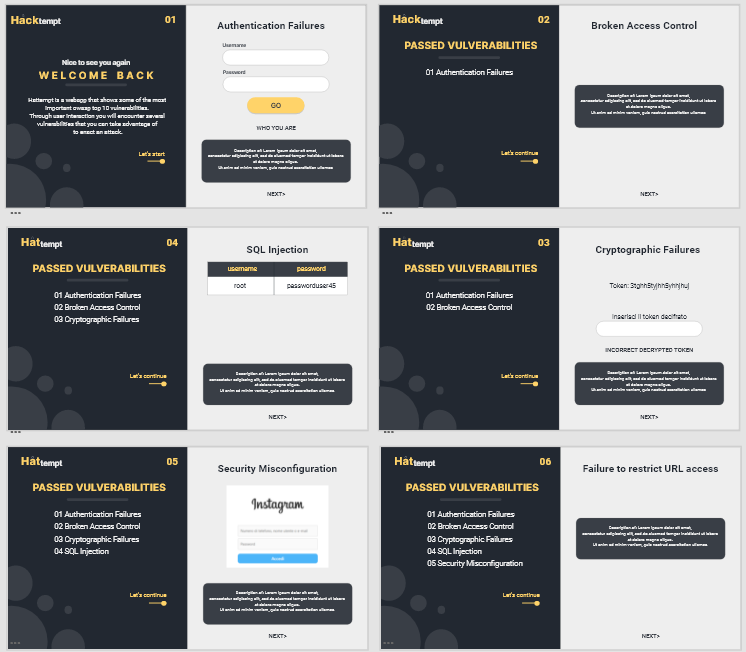 Hacktempt 01
Nice to see you again
WELCOME BACK
Hattempt is a webapp that shows some of the most
important owasp top 10 vulnerabilities.
Through user interaction you will encounter several
vulnerabilities that you can take advantage of
to enact an attack.
Let's start
Authentication Failures
Username
Password
GO
WHO YOU ARE
Description of: Lorem ipsum dolor sit amet,
consectetur adipiscing elit, sed do eiusmod tempor incididunt ut labore
et dolore magna aliqua.
Ut enim ad minim veniam, quis nostrud exercitation ullamco
NEXT>
Hacktempt 02
PASSED VULVERABILITIES
01 Authentication Failures
Let's continue
Broken Access Control
Description of: Lorem ipsum dolor sit amet,
consectetur adipiscing elit, sed do eiusmod tempor incididunt ut labore
et dolore magna aliqua.
Ut enim ad minim veniam, quis nostrud exercitation ullamco
NEXT>
Hattempt 04
PASSED VULVERABILITIES
01 Authentication Failures
02 Broken Access Control
03 Cryptographic Failures
Let's continue
SQL Injection
username password
root passworduser45
Description of: Lorem ipsum dolor sit amet,
consectetur adipiscing elit, sed do eiusmod tempor incididunt ut labore
et dolore magna aliqua.
Ut enim ad minim veniam, quis nostrud exercitation ullamco
NEXT>
Hattempt 03
PASSED VULVERABILITIES
01 Authentication Failures
02 Broken Access Control
Let's continue
Cryptographic Failures
Token: 3tghh5tyjhh5yhhjhuj
Inserisci il token decifrato
INCORRECT DECRYPTED TOKEN
Description of: Lorem ipsum dolor sit amet,
consectetur adipiscing elit, sed do eiusmod tempor incididunt ut labore
et dolore magna aliqua.
Ut enim ad minim veniam, quis nostrud exercitation ullamco
NEXT>
Hattempt 05
PASSED VULVERABILITIES
01 Authentication Failures
02 Broken Access Control
03 Cryptographic Failures
04 SQL Injection
Let's continue
Security Misconfiguration
Instagram
Password
Accedi
Description of: Lorem ipsum dolor sit amet,
consectetur adipiscing elit, sed do eiusmod tempor incididunt ut labore
et dolore magna aliqua.
Ut enim ad minim veniam, quis nostrud exercitation ullamco
NEXT>
Hattempt 06
PASSED VULVERABILITIES
01 Authentication Failures
02 Broken Access Control
03 Cryptographic Failures
04 SQL Injection
05 Security Misconfiguration
Let's continue
Failure to restrict URL access
Description of: Lorem ipsum dolor sit amet,
consectetur adipiscing elit, sed do eiusmod tempor incididunt ut labore
et dolore magna aliqua.
Ut enim ad minim veniam, quis nostrud exercitation ullamco
NEXT>